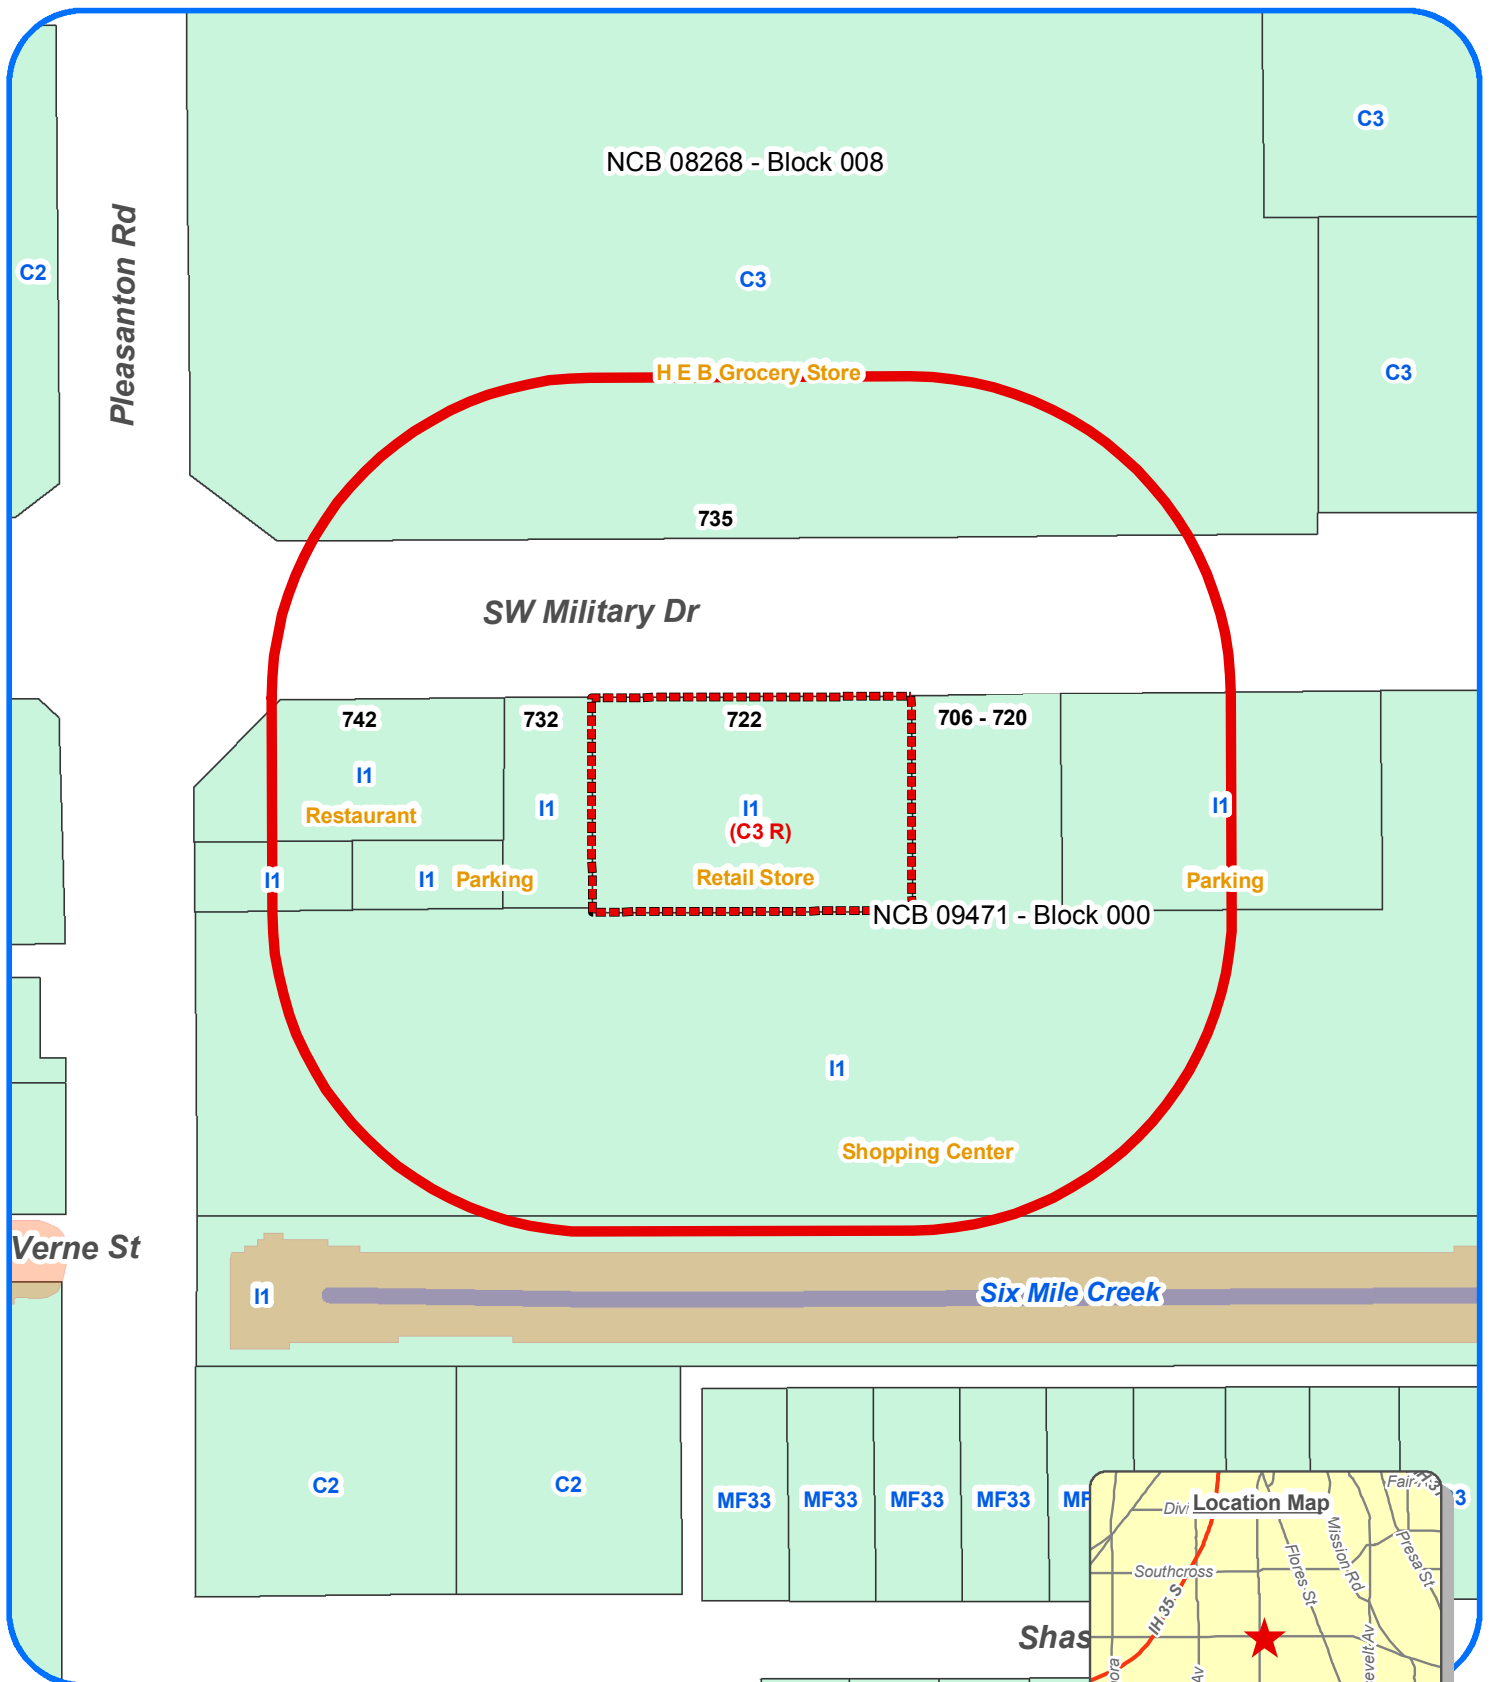 C3
NCB 08268 - Block 008
Pleasanton Rd
C2
C3
H E B Grocery Store
C3
735
SW Military Dr
742
732
722
706 - 720
I1
I1
I1
I1
(C3 R)
Restaurant
I1
I1
Parking
Retail Store
Parking
NCB 09471 - Block 000
I1
Shopping Center
Verne St
I1
Six Mile Creek
C2
C2
MF33
MF33
MF33
MF33
Location Map
Southcross
IH 35 S
Flores St
Mission Rd
Presa St